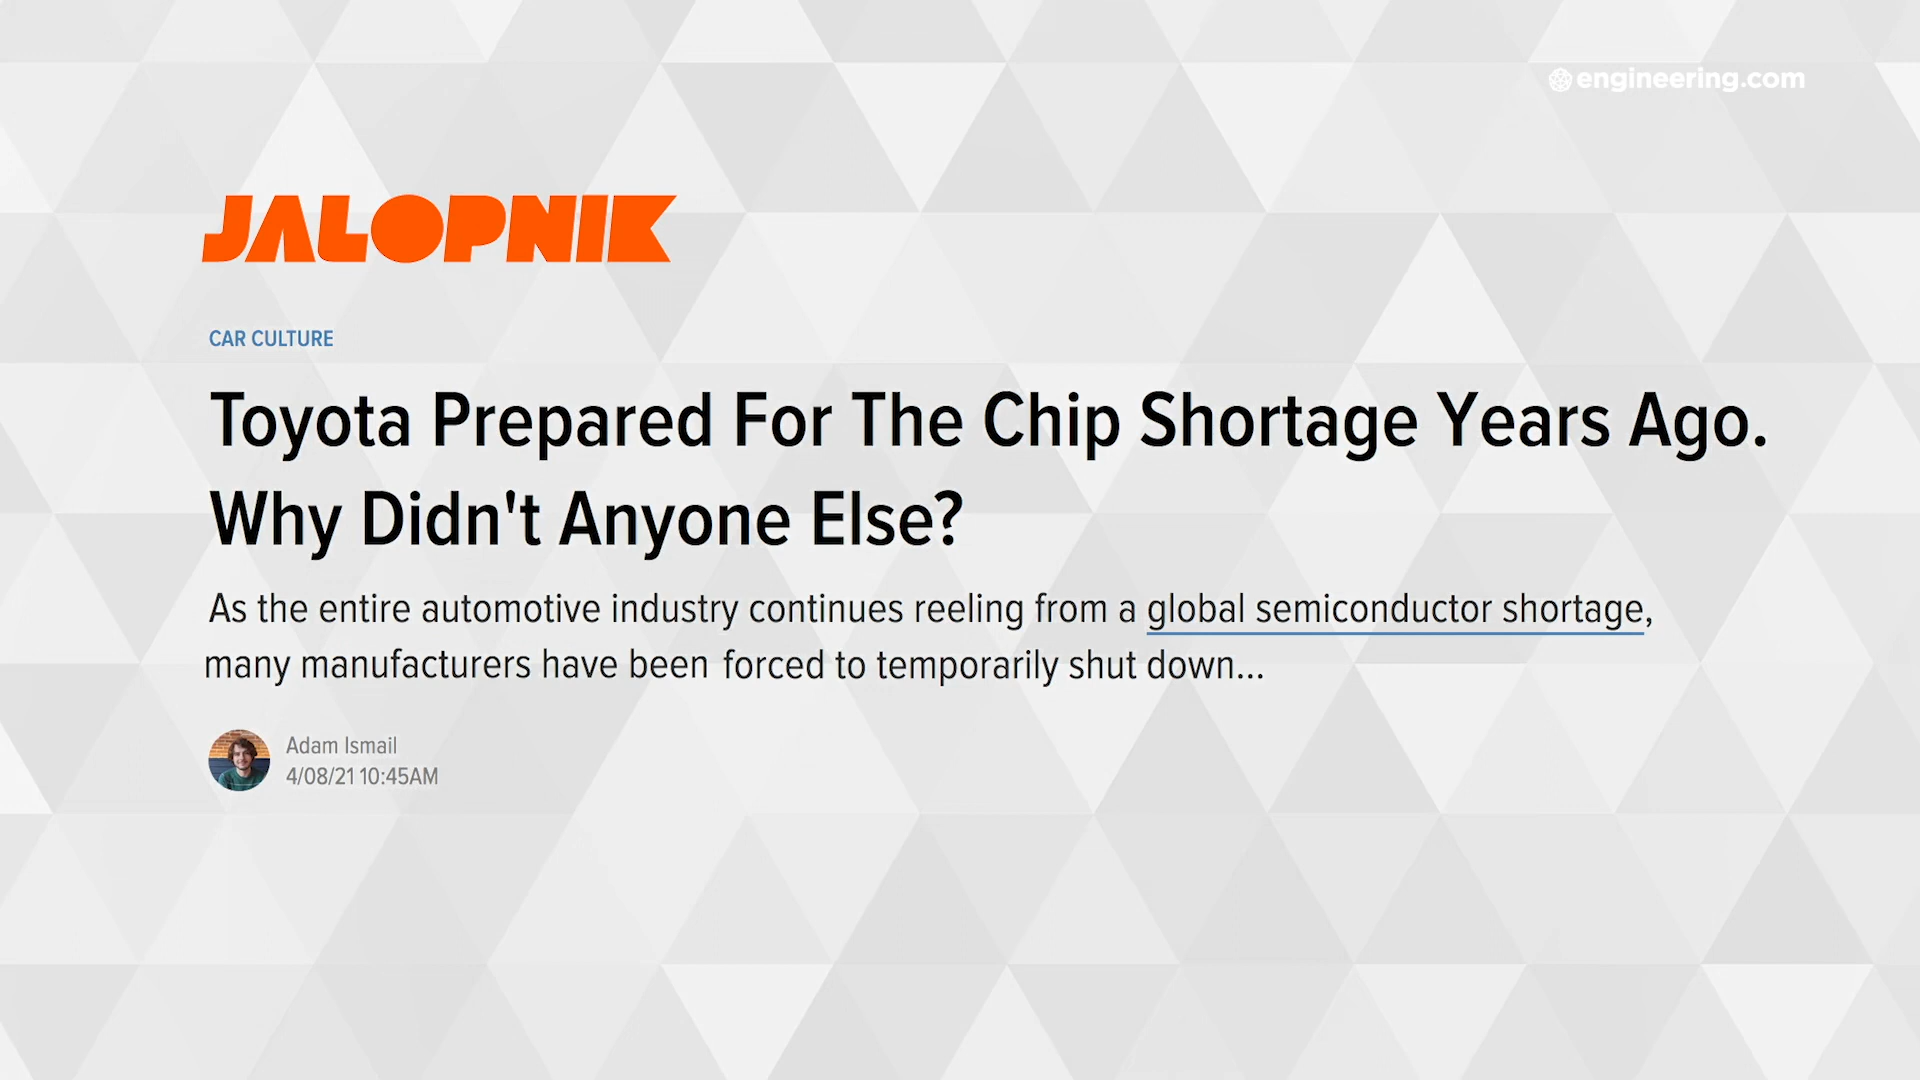 engineering.com
JALOPNIK
CAR CULTURE
Toyota Prepared For The Chip Shortage Years Ago.
Why Didn't Anyone Else?
As the entire automotive industry continues reeling from a global semiconductor shortage,
many manufacturers have been forced to temporarily shut down...
Adam Ismail
4/08/21 10:45AM